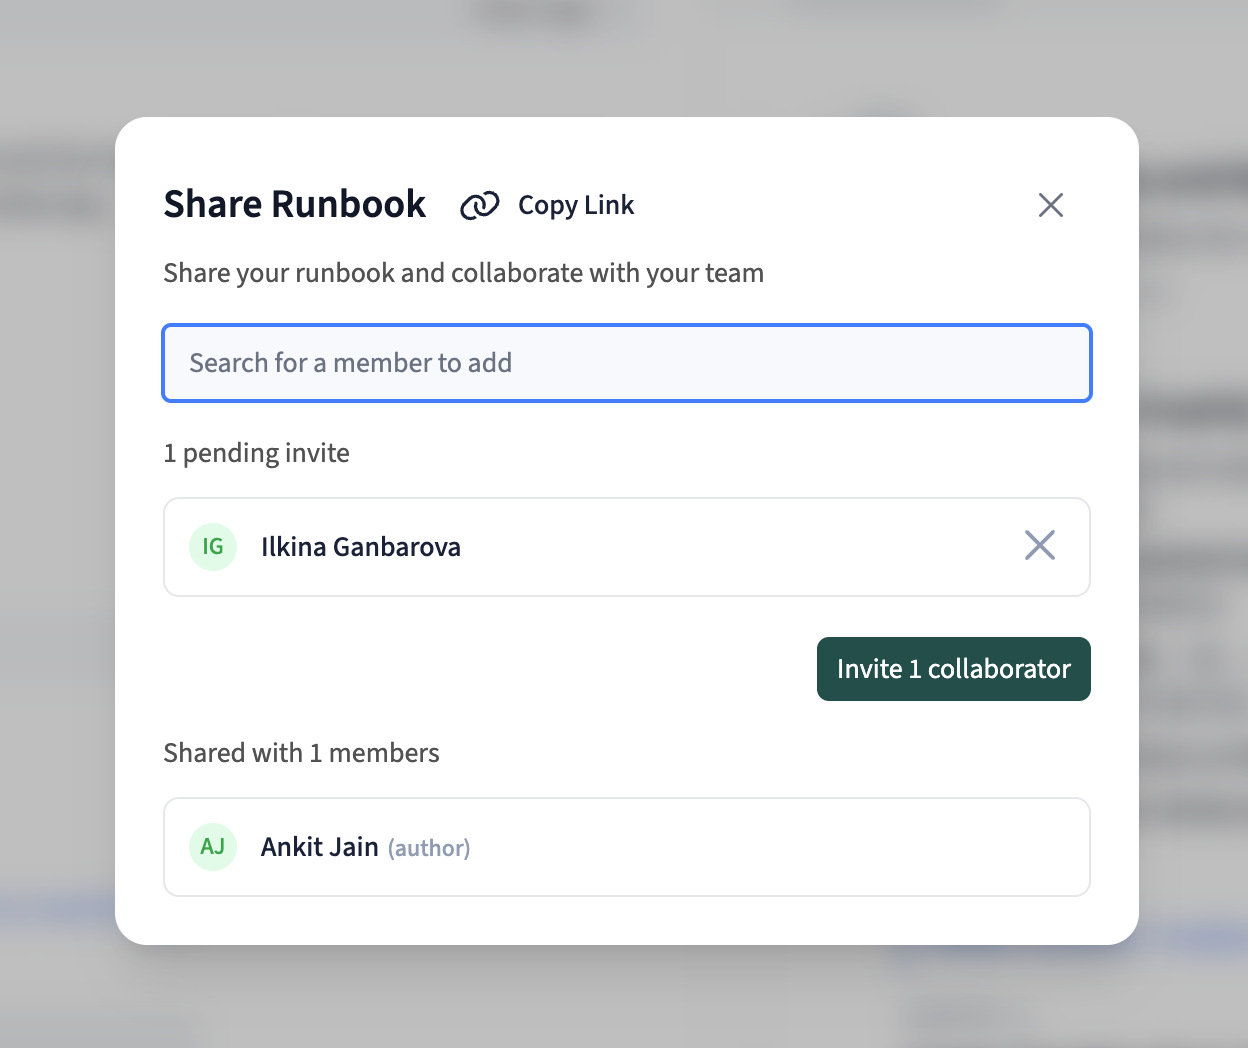 Share Runbook
Copy Link
Share your runbook and collaborate with your team
Search for a member to add
1 pending invite
IG
Ilkina Ganbarova
Invite 1 collaborator
Shared with 1 members
AJ
Ankit Jain (author)